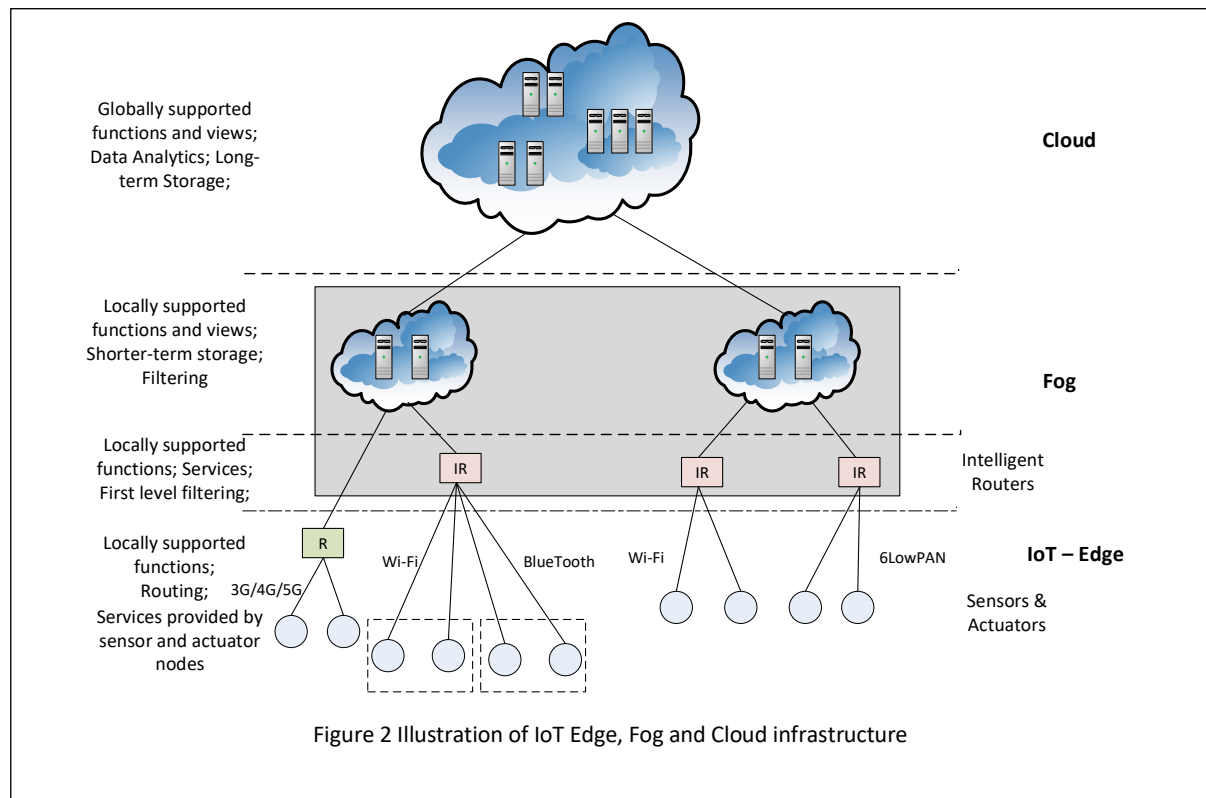 Globally supported
functions and views;
Data Analytics; Long-
term Storage;
Cloud
Locally supported
functions and views;
Shorter-term storage;
Filtering
Fog
Locally supported
functions; Services;
First level filtering;
IR
IR
IR
Intelligent
Routers
R
Locally supported
functions;
Routing;
3G/4G/5G
Wi-Fi
BlueTooth
Wi-Fi
6LowPAN
IoT – Edge
Services provided by
sensor and actuator
nodes
Sensors &
Actuators
Figure 2 Illustration of IoT Edge, Fog and Cloud infrastructure